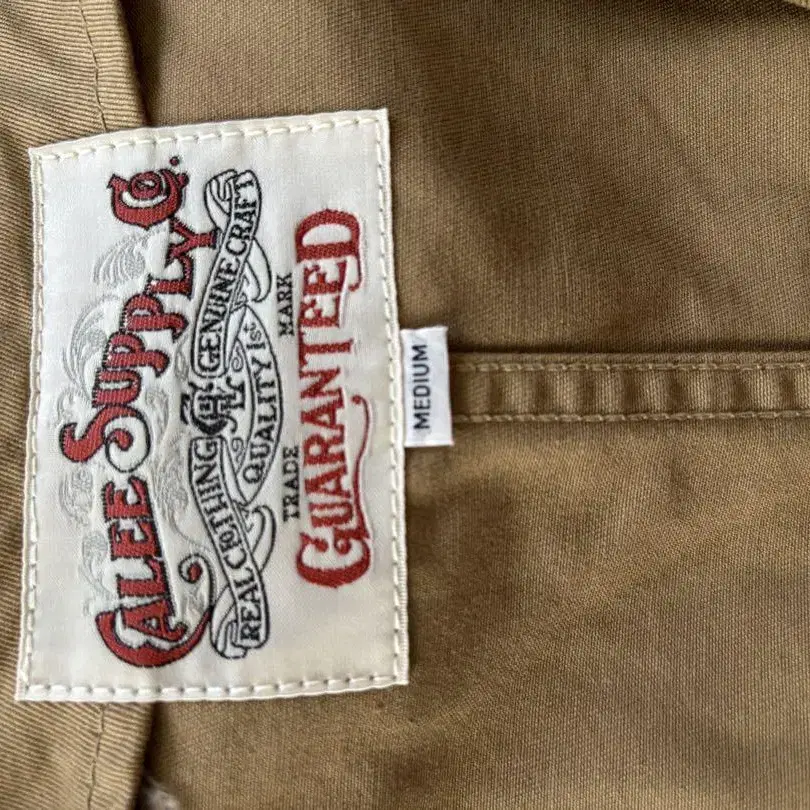 CALEE SUPPLY CO.
REAL CLOTHING GENUINE CRAFT
QUALITY 1st
TRADE MARK
GUARANTEED
MEDIUM